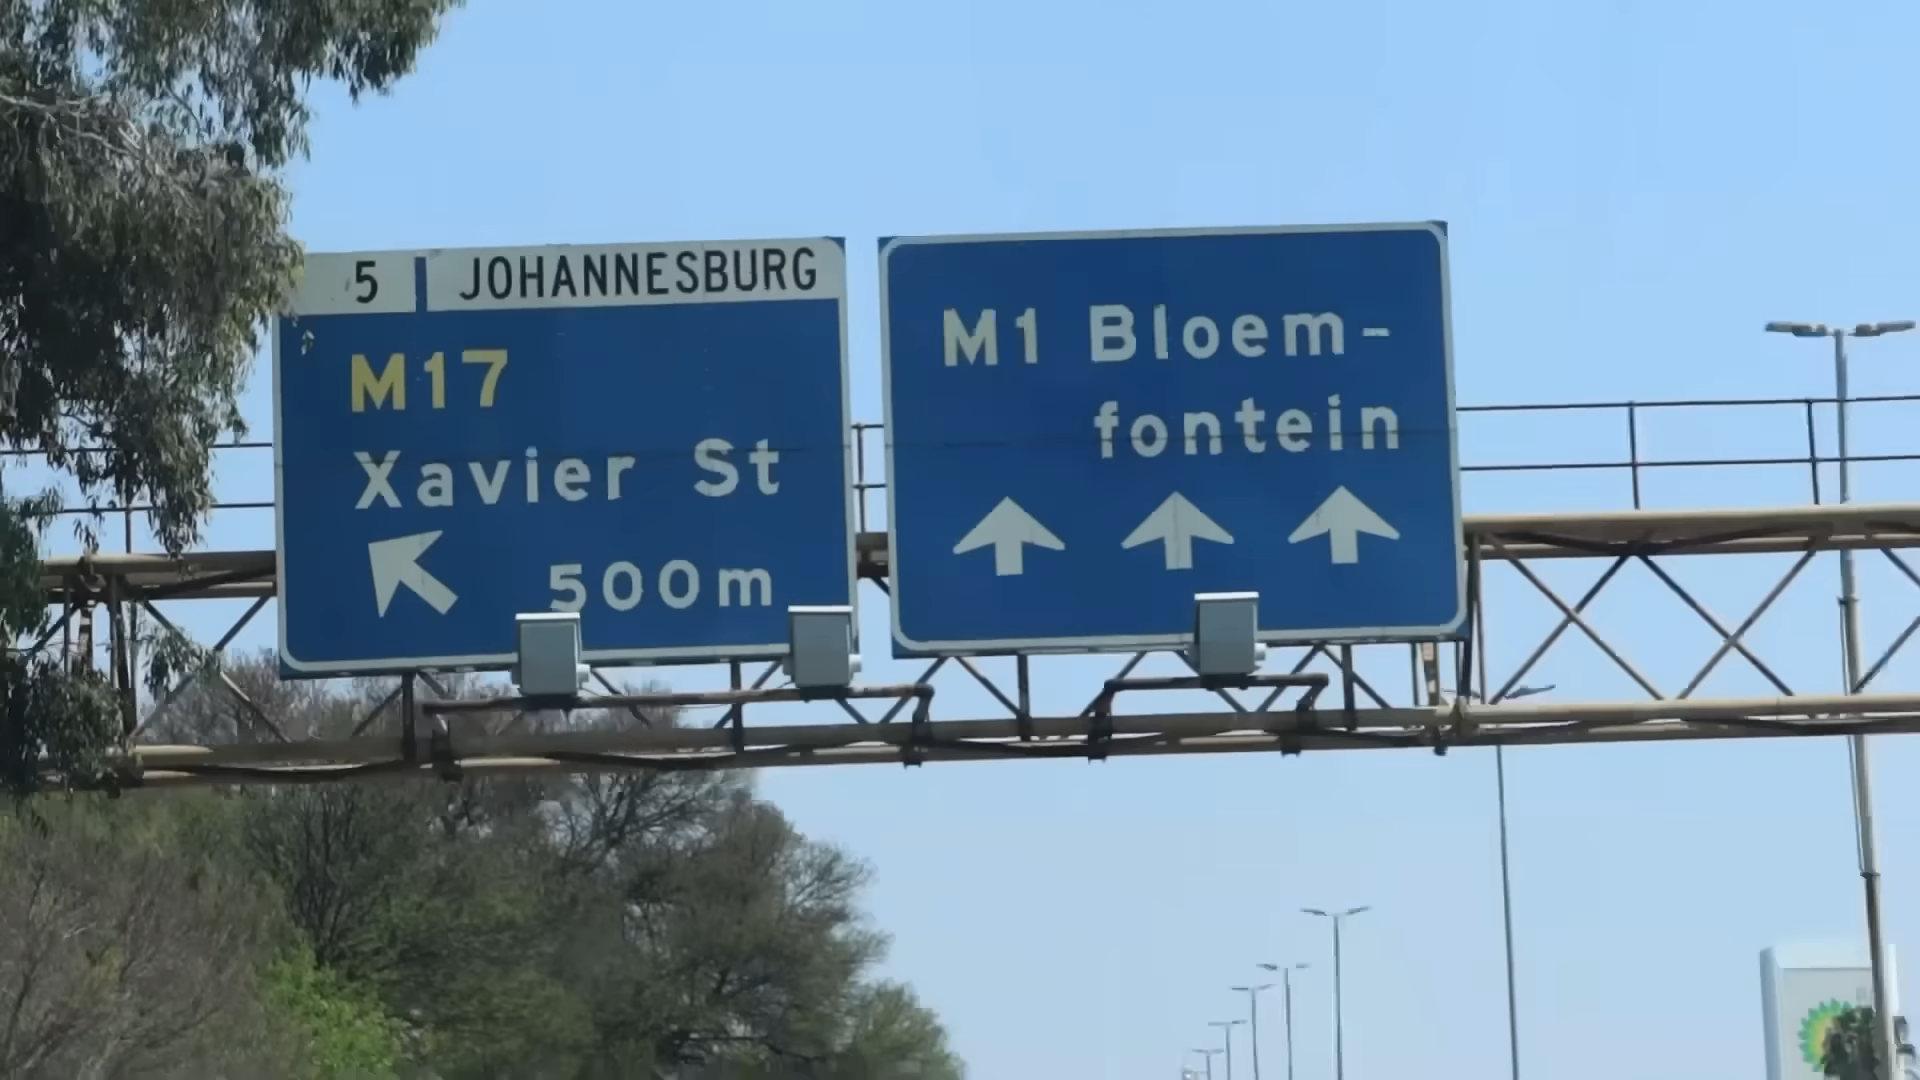 5 JOHANNESBURG
M17
Xavier St
500m
M1 Bloem-
fontein